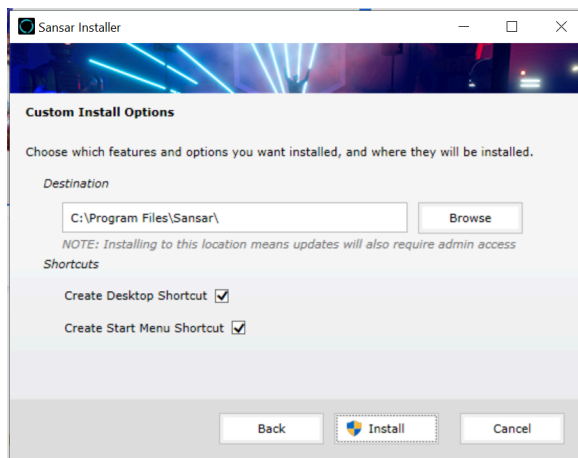 Sansar Installer
Custom Install Options
Choose which features and options you want installed, and where they will be installed.
Destination
C:\Program Files\Sansar\
Browse
NOTE: Installing to this location means updates will also require admin access
Shortcuts
Create Desktop Shortcut
Create Start Menu Shortcut
Back
Install
Cancel